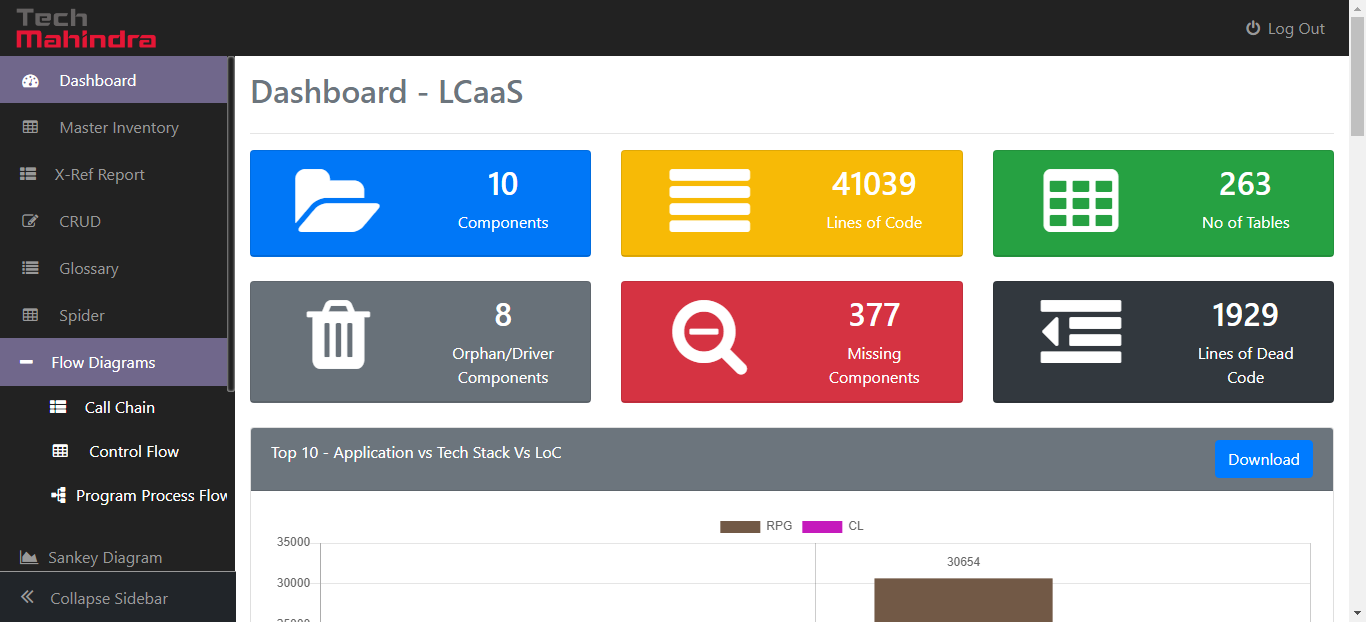 Tech
Mahindra
Log Out
Dashboard
Master Inventory
X-Ref Report
CRUD
Glossary
Spider
Flow Diagrams
Call Chain
Control Flow
Program Process Flow
Sankey Diagram
Collapse Sidebar
Dashboard - LCaaS
10
Components
41039
Lines of Code
263
No of Tables
8
Orphan/Driver
Components
377
Missing
Components
1929
Lines of Dead
Code
Top 10 - Application vs Tech Stack Vs LoC
Download
RPG
CL
35000
30654
30000
25000